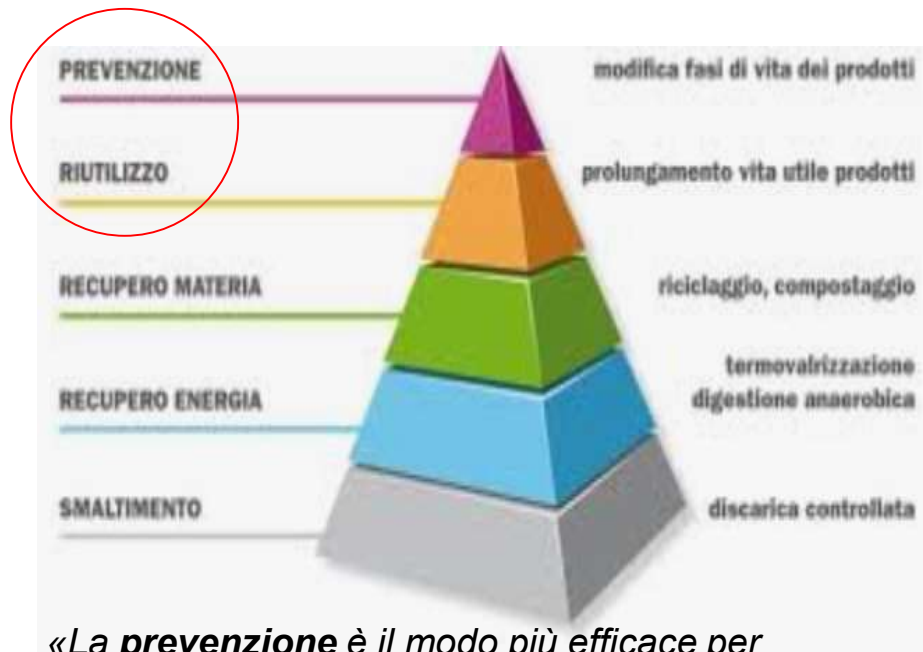 PREVENZIONE
modifica fasi di vita dei prodotti
RIUTILIZZO
prolungamento vita utile prodotti
RECUPERO MATERIA
riciclaggio, compostaggio
termovalrizzazione
RECUPERO ENERGIA
digestione anaerobica
SMALTIMENTO
discarica controllata
«La prevenzione è il modo più efficace per